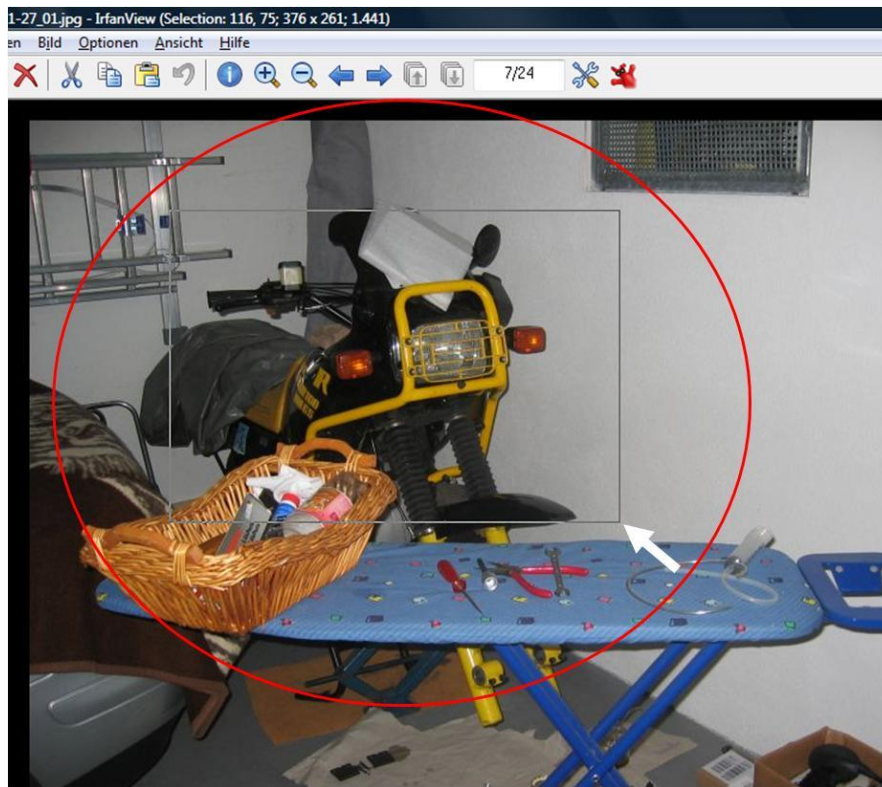 1-27_01.jpg - IrfanView (Selection: 116, 75; 376 x 261; 1.441)
en Bild Optionen Ansicht Hilfe
7/24